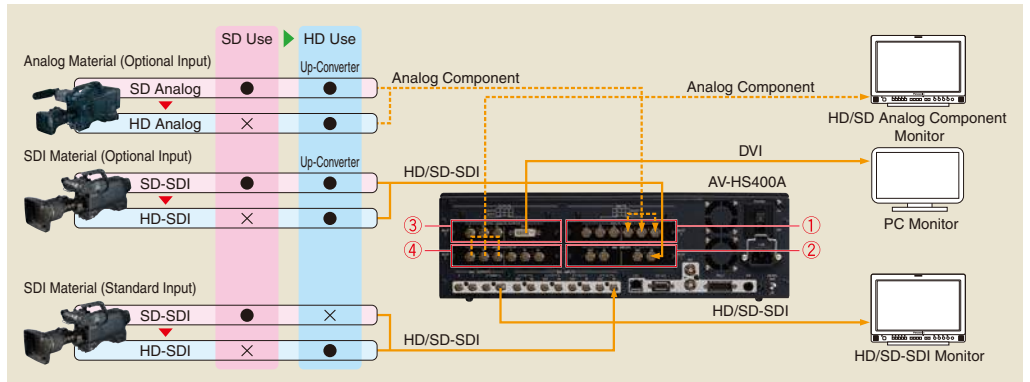 SD Use
HD Use
Analog Material (Optional Input)
Up-Converter
SD Analog
HD Analog
Analog Component
Analog Component
HD/SD Analog Component
Monitor
SDI Material (Optional Input)
Up-Converter
SD-SDI
HD-SDI
HD/SD-SDI
DVI
AV-HS400A
PC Monitor
③
①
④
②
SDI Material (Standard Input)
SD-SDI
HD-SDI
HD/SD-SDI
HD/SD-SDI
HD/SD-SDI Monitor